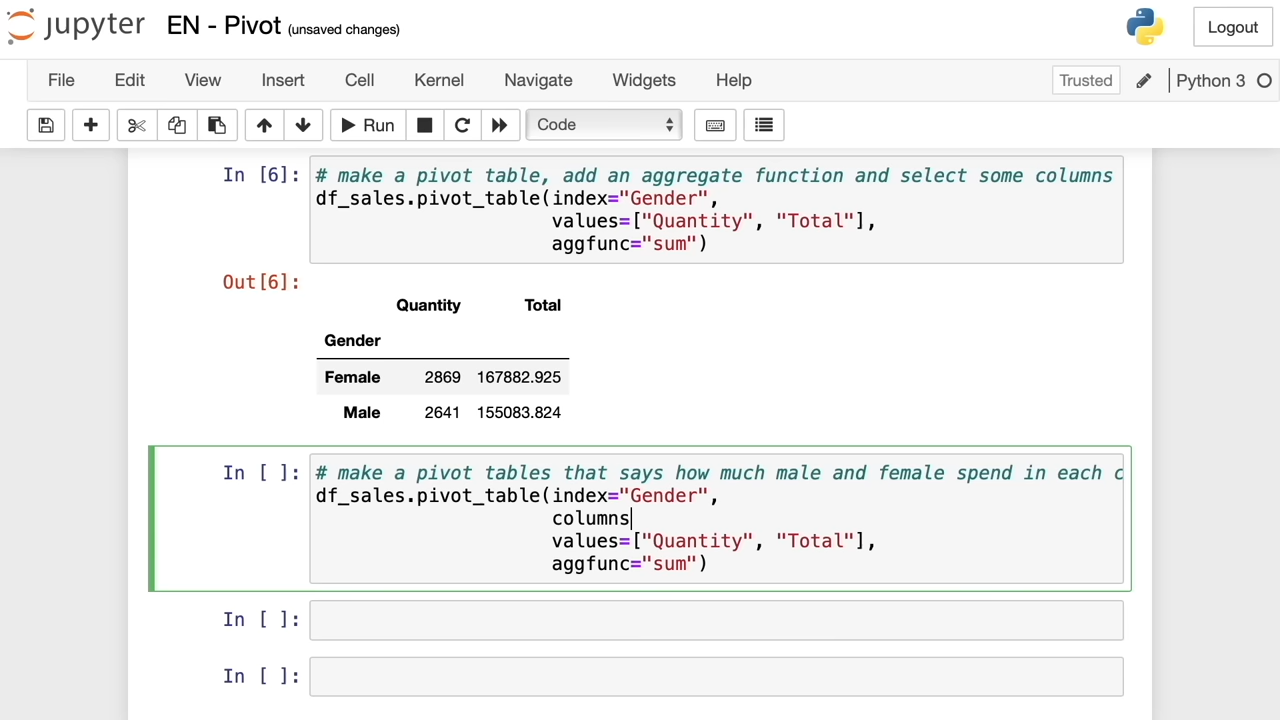 jupyter EN - Pivot (unsaved changes) Logout
File Edit View Insert Cell Kernel Navigate Widgets Help Trusted Python 3
Run Code
In [6]: # make a pivot table, add an aggregate function and select some columns
df_sales.pivot_table(index="Gender",
values=["Quantity", "Total"],
aggfunc="sum")
Out[6]:
Quantity Total
Gender
Female 2869 167882.925
Male 2641 155083.824
In [ ]: # make a pivot tables that says how much male and female spend in each c
df_sales.pivot_table(index="Gender",
columns
values=["Quantity", "Total"],
aggfunc="sum")
In [ ]:
In [ ]: